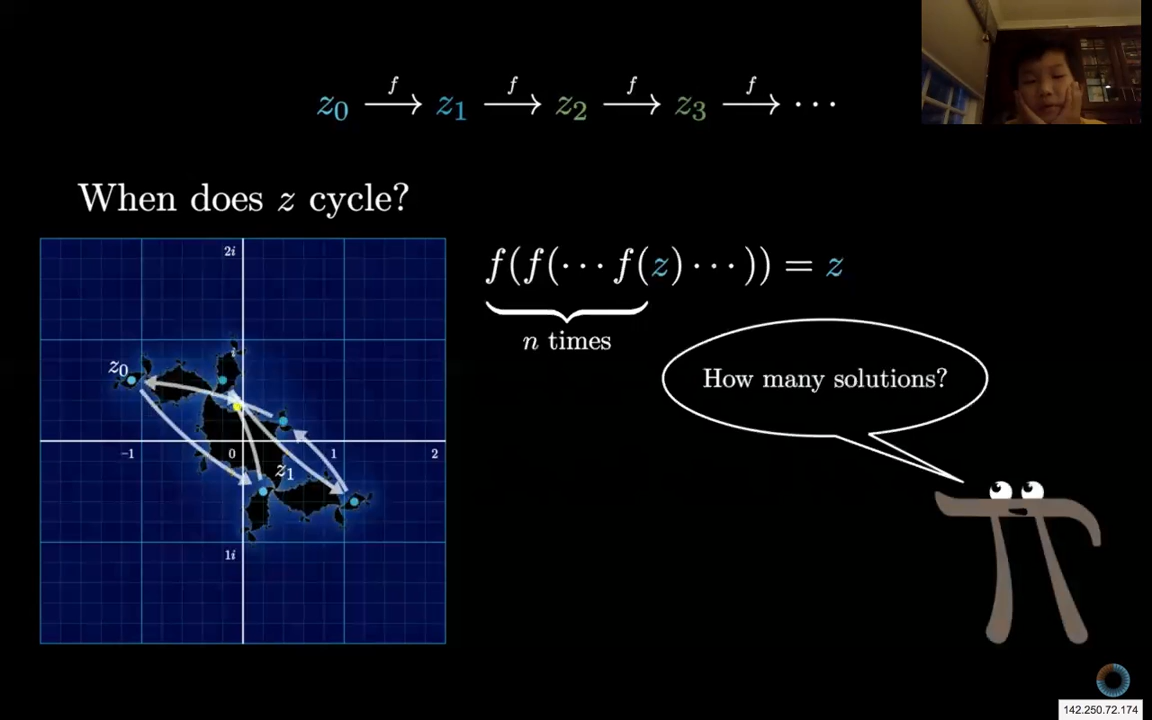 z₀ →f z₁ →f z₂ →f z₃ →f ⋯
When does z cycle?
f(f(⋯f(z)⋯)) = z
n times
How many solutions?
2i
i
z₀
−1
0
1
2
z₁
1i
142.250.72.174